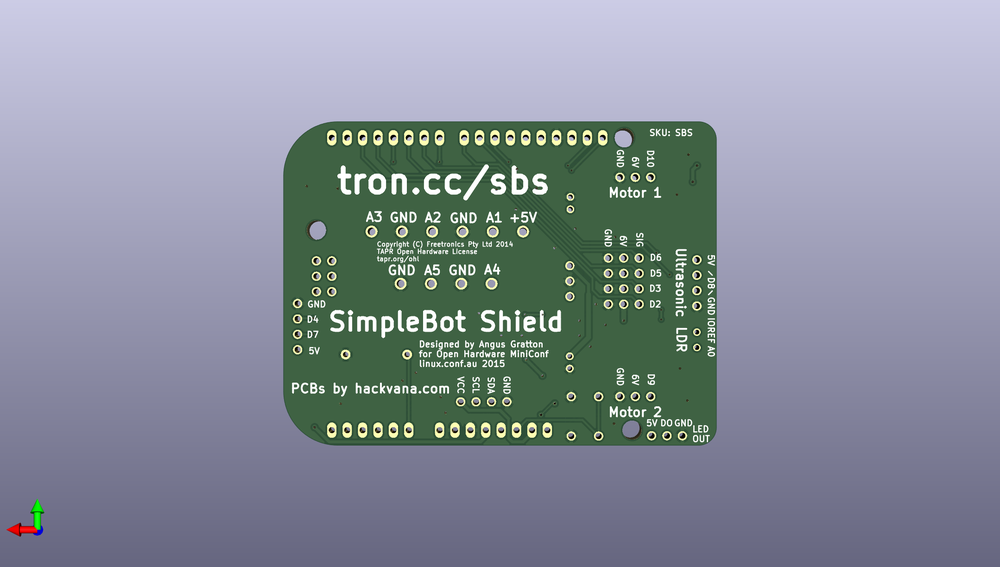 SKU: SBS
GND 6V D10
Motor 1
tron.cc/sbs
A3 GND A2 GND A1 +5V
Copyright (C) Freetronics Pty Ltd 2014
TAPR Open Hardware License
tapr.org/ohl
GND A5 GND A4
GND 6V SIG
D6
D5
D3
D2
Ultrasonic
5V /D8\ GND
LDR
IOREF A0
GND
D4
D7
5V
SimpleBot Shield
Designed by Angus Gratton
for Open Hardware MiniConf
linux.conf.au 2015
PCBs by hackvana.com
VCC SCL SDA GND
GND 6V D9
Motor 2
5V DO GND
LED
OUT